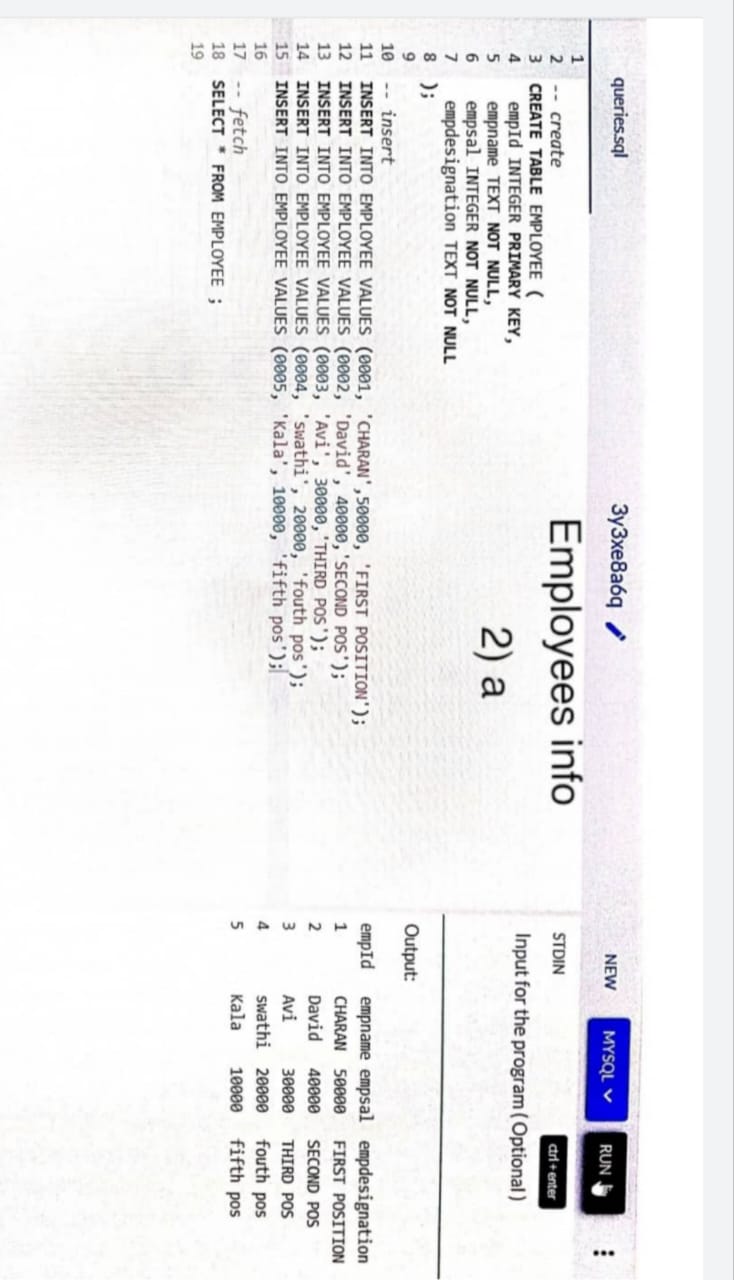 queries.sql
3y3xe8a6q
NEW
MYSQL
RUN
Employees info
2) a
1
2 -- create
3 CREATE TABLE EMPLOYEE (
4 empId INTEGER PRIMARY KEY,
5 empname TEXT NOT NULL,
6 empsal INTEGER NOT NULL,
7 empdesignation TEXT NOT NULL
8 );
9
10 -- insert
11 INSERT INTO EMPLOYEE VALUES (0001, 'CHARAN',50000, 'FIRST POSITION');
12 INSERT INTO EMPLOYEE VALUES (0002, 'David', 40000,'SECOND POS');
13 INSERT INTO EMPLOYEE VALUES (0003, 'Avi', 30000,'THIRD POS');
14 INSERT INTO EMPLOYEE VALUES (0004, 'swathi', 20000, 'fouth pos');
15 INSERT INTO EMPLOYEE VALUES (0005, 'Kala', 10000, 'fifth pos');
16
17 -- fetch
18 SELECT * FROM EMPLOYEE ;
19
STDIN
ctrl+enter
Input for the program ( Optional )
Output:
empId empname empsal empdesignation
1 CHARAN 50000 FIRST POSITION
2 David 40000 SECOND POS
3 Avi 30000 THIRD POS
4 swathi 20000 fouth pos
5 Kala 10000 fifth pos